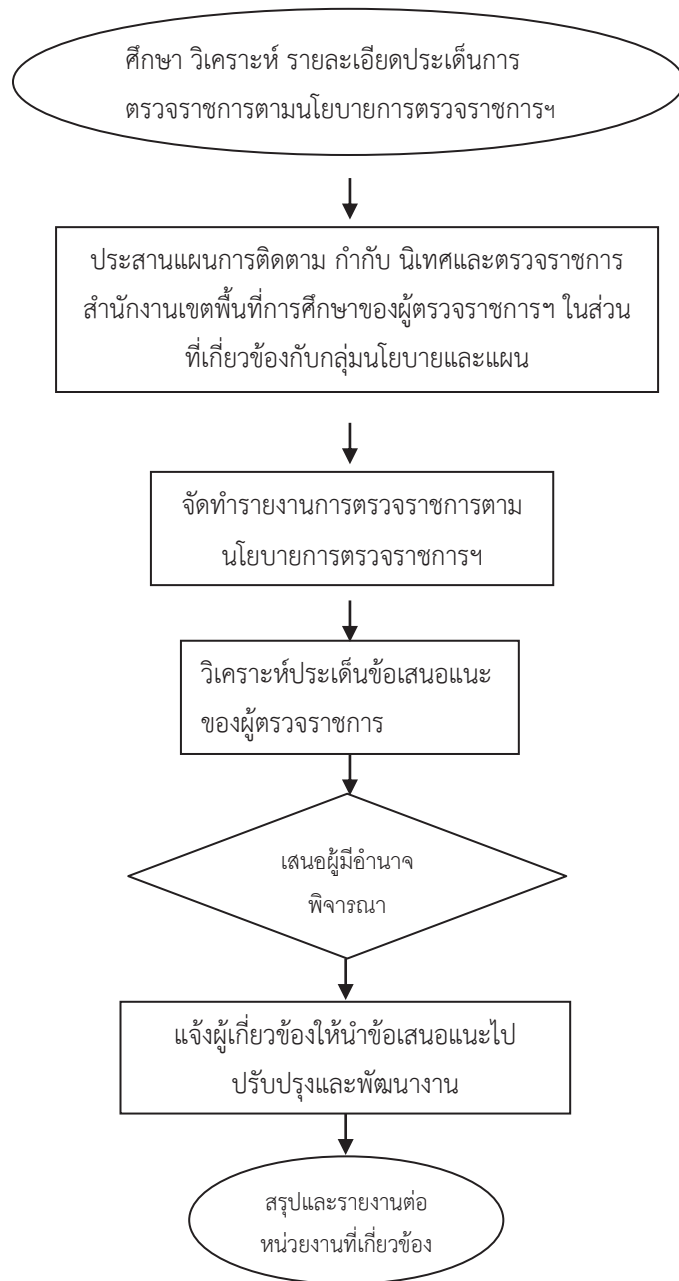 ศึกษา วิเคราะห์ รายละเอียดประเด็นการ
ตรวจราชการตามนโยบายการตรวจราชการฯ
ประสานแผนการติดตาม กำกับ นิเทศและตรวจราชการ
สำนักงานเขตพื้นที่การศึกษาของผู้ตรวจราชการฯ ในส่วน
ที่เกี่ยวข้องกับกลุ่มนโยบายและแผน
จัดทำรายงานการตรวจราชการตาม
นโยบายการตรวจราชการฯ
วิเคราะห์ประเด็นข้อเสนอแนะ
ของผู้ตรวจราชการ
เสนอผู้มีอำนาจ
พิจารณา
แจ้งผู้เกี่ยวข้องให้นำข้อเสนอแนะไป
ปรับปรุงและพัฒนางาน
สรุปและรายงานต่อ
หน่วยงานที่เกี่ยวข้อง